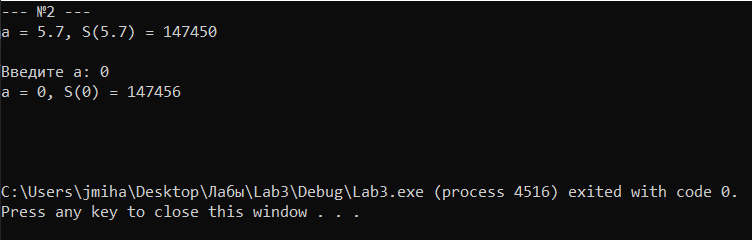 --- №2 ---
a = 5.7, S(5.7) = 147450
Введите a: 0
a = 0, S(0) = 147456
C:\Users\jmiha\Desktop\Лабы\Lab3\Debug\Lab3.exe (process 4516) exited with code 0.
Press any key to close this window . . .